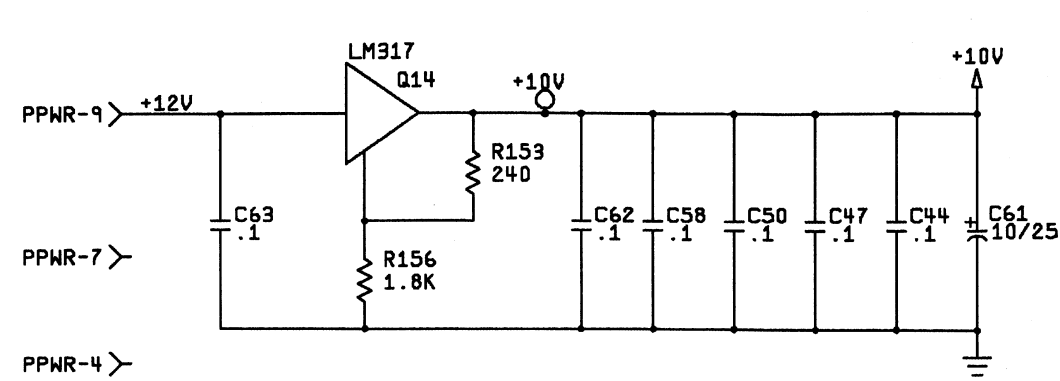 LM317
Q14
+10V
+10V
PPWR-9
+12V
R153
240
C63
.1
C62
.1
C58
.1
C50
.1
C47
.1
C44
.1
+
C61
10/25
PPWR-7
R156
1.8K
PPWR-4